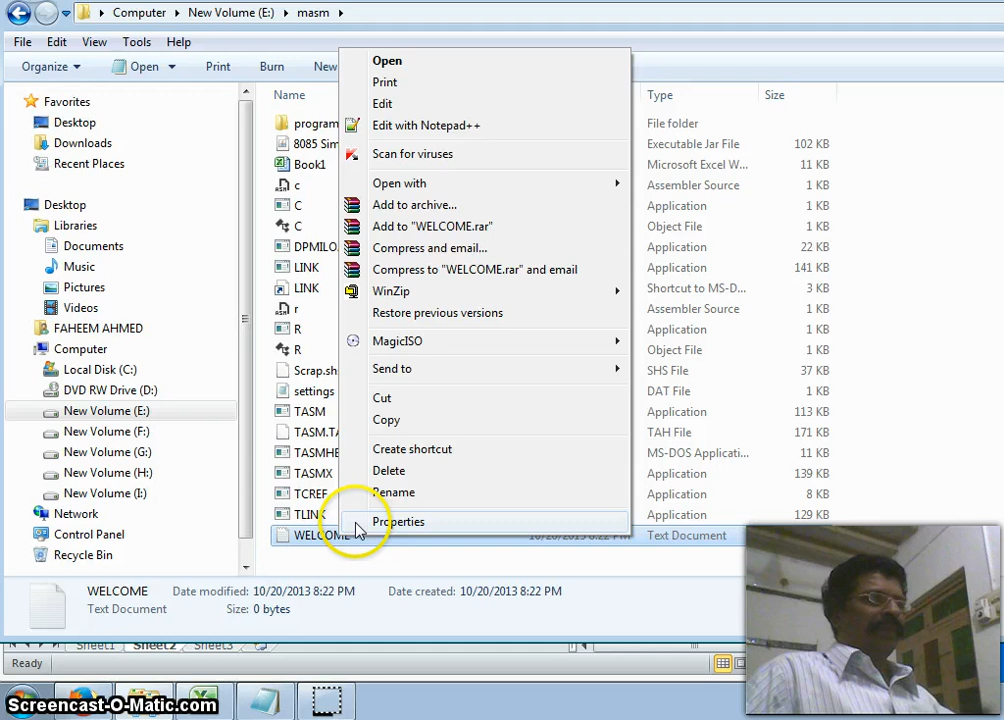 Computer ▸ New Volume (E:) ▸ masm ▸
File Edit View Tools Help
Organize Open Print Burn New
Favorites
Desktop
Downloads
Recent Places
Desktop
Libraries
Documents
Music
Pictures
Videos
FAHEEM AHMED
Computer
Local Disk (C:)
DVD RW Drive (D:)
New Volume (E:)
New Volume (F:)
New Volume (G:)
New Volume (H:)
New Volume (I:)
Network
Control Panel
Recycle Bin
Name Type Size
program File folder
8085 Sim Executable Jar File 102 KB
Book1 Microsoft Excel W... 164 KB
c Assembler Source 1 KB
C Application 1 KB
C Object File 1 KB
DPMILO Application 22 KB
LINK Application 141 KB
LINK Shortcut to MS-D... 3 KB
r Assembler Source 1 KB
R Application 1 KB
R Object File 1 KB
Scrap.sh SHS File 37 KB
settings DAT File 1 KB
TASM Application 113 KB
TASM.TA TAH File 171 KB
TASMHE MS-DOS Applicati... 11 KB
TASMX Application 113 KB
TCREF Application 8 KB
TLINK Application 129 KB
WELCOME 10/20/2013 8:22 PM Text Document
Open
Print
Edit
Edit with Notepad++
Scan for viruses
Open with
Add to archive...
Add to "WELCOME.rar"
Compress and email...
Compress to "WELCOME.rar" and email
WinZip
Restore previous versions
MagicISO
Send to
Cut
Copy
Create shortcut
Delete
Rename
Properties
WELCOME Date modified: 10/20/2013 8:22 PM Date created: 10/20/2013 8:22 PM
Text Document Size: 0 bytes
Sheet1 Sheet2 Sheet3
Ready
Screencast-O-Matic.com